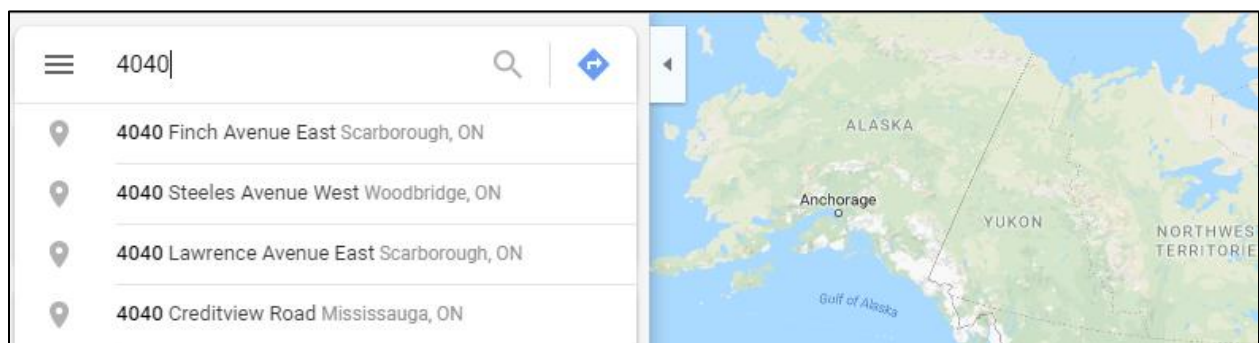 4040
4040 Finch Avenue East Scarborough, ON
4040 Steeles Avenue West Woodbridge, ON
4040 Lawrence Avenue East Scarborough, ON
4040 Creditview Road Mississauga, ON
ALASKA
Anchorage
YUKON
NORTHWES
TERRITORIE
Gulf of Alaska